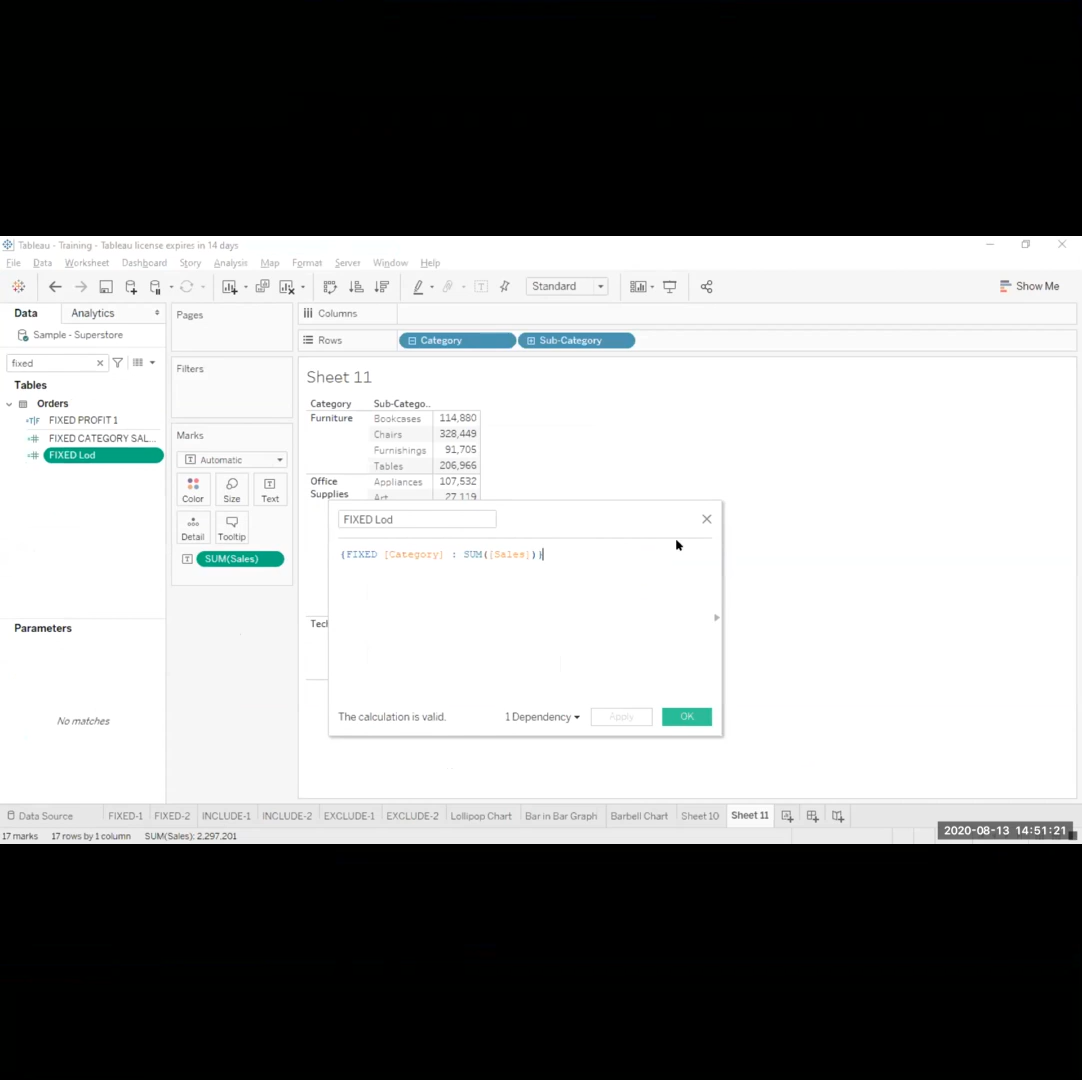 Tableau - Training - Tableau license expires in 14 days
File Data Worksheet Dashboard Story Analysis Map Format Server Window Help
Standard
Show Me
Data Analytics
Pages
Columns
Sample - Superstore
Rows
Category
Sub-Category
fixed
Filters
Sheet 11
Tables
Orders
Category Sub-Catego..
FIXED PROFIT 1
Furniture Bookcases 114,880
FIXED CATEGORY SAL...
Marks
Chairs 328,449
FIXED Lod
Furnishings 91,705
Automatic
Tables 206,966
Color Size Text
Office
Supplies
Appliances 107,532
Art 27,119
FIXED Lod
Detail Tooltip
SUM(Sales)
{FIXED [Category] : SUM([Sales])}
Tech
Parameters
No matches
The calculation is valid.
1 Dependency
Apply
OK
Data Source FIXED-1 FIXED-2 INCLUDE-1 INCLUDE-2 EXCLUDE-1 EXCLUDE-2 Lollipop Chart Bar in Bar Graph Barbell Chart Sheet 10 Sheet 11
17 marks 17 rows by 1 column SUM(Sales): 2,297,201
2020-08-13 14:51:21